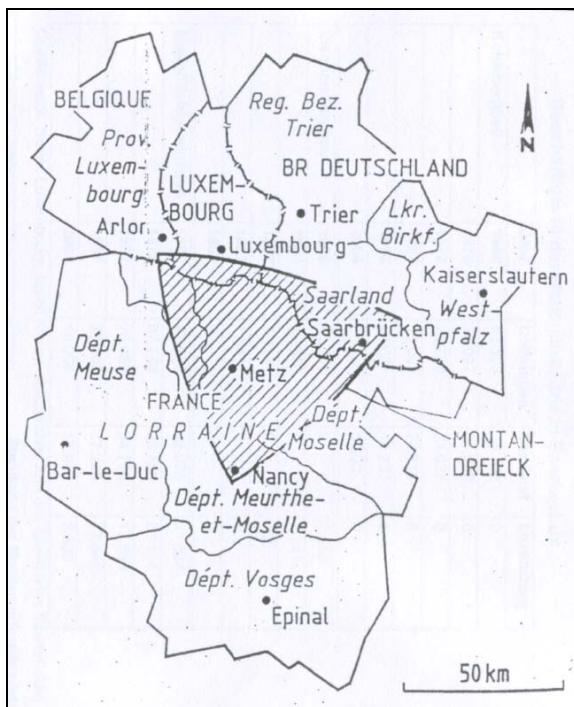 BELGIQUE
Prov
Luxem-
bourg
Arlor
LUXEM-
BOURG
Luxembourg
Reg. Bez.
Trier
BR DEUTSCHLAND
Trier
Lkr.
Birkf.
N
Kaiserslautern
West-
pfalz
Saarland
Saarbrücken
Dépt.
Meuse
Metz
FRANCE
LORRAINE
Dépt.
Moselle
MONTAN-
DREIECK
Bar-le-Duc
Nancy
Dépt. Meurthe-
et-Moselle
Dépt. Vosges
Epinal
50 km